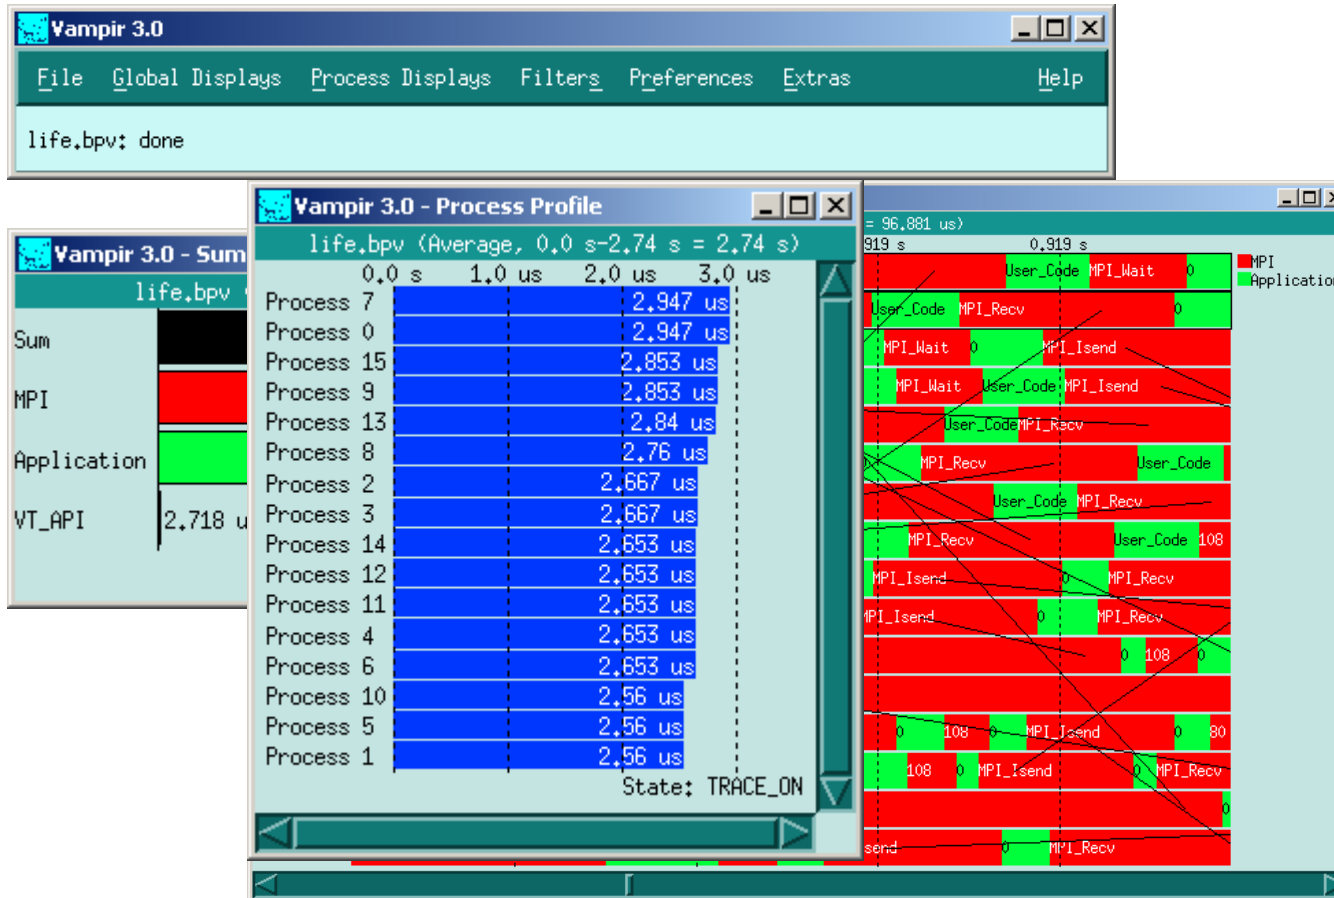 Vampir 3.0
File Global Displays Process Displays Filters Preferences Extras Help
life.bpv: done
Vampir 3.0 - Process Profile
life.bpv (Average, 0.0 s-2.74 s = 2.74 s)
0.0 s 1.0 us 2.0 us 3.0 us
Process 7 2.947 us
Process 0 2.947 us
Process 15 2.853 us
Process 9 2.853 us
Process 13 2.84 us
Process 8 2.76 us
Process 2 2.667 us
Process 3 2.667 us
Process 14 2.653 us
Process 12 2.653 us
Process 11 2.653 us
Process 4 2.653 us
Process 6 2.653 us
Process 10 2.56 us
Process 5 2.56 us
Process 1 2.56 us
State: TRACE_ON
Vampir 3.0 - Sum
life.bpv
Sum
MPI
Application
VT_API 2.718 u
= 96.881 us)
919 s 0.919 s
MPI
Application
User_Code MPI_Wait 0
User_Code MPI_Recv 0
MPI_Wait 0 MPI_Isend
MPI_Wait User_Code MPI_Isend
User_Code MPI_Recv
MPI_Recv User_Code
User_Code MPI_Recv
MPI_Recv User_Code 108
MPI_Isend 0 MPI_Recv
MPI_Isend 0 MPI_Recv
0 108 0
0 108 0 MPI_Isend 0 80
108 0 MPI_Isend 0 MPI_Recv
0
send 0 MPI_Recv